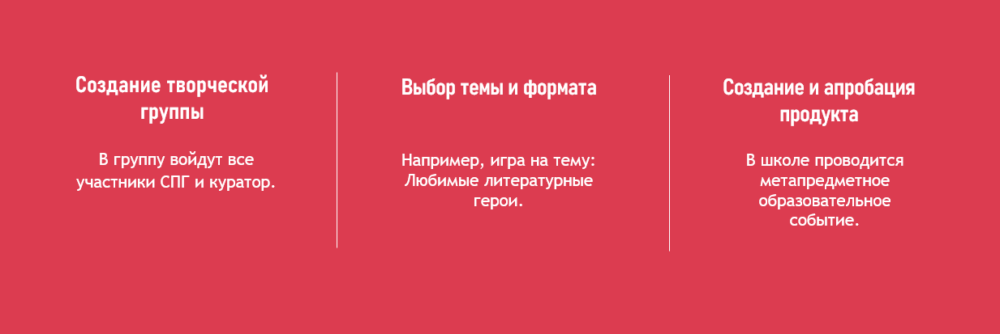 Создание творческой
группы
В группу войдут все
участники СПГ и куратор.
Выбор темы и формата
Например, игра на тему:
Любимые литературные
герои.
Создание и апробация
продукта
В школе проводится
метапредметное
образовательное
событие.